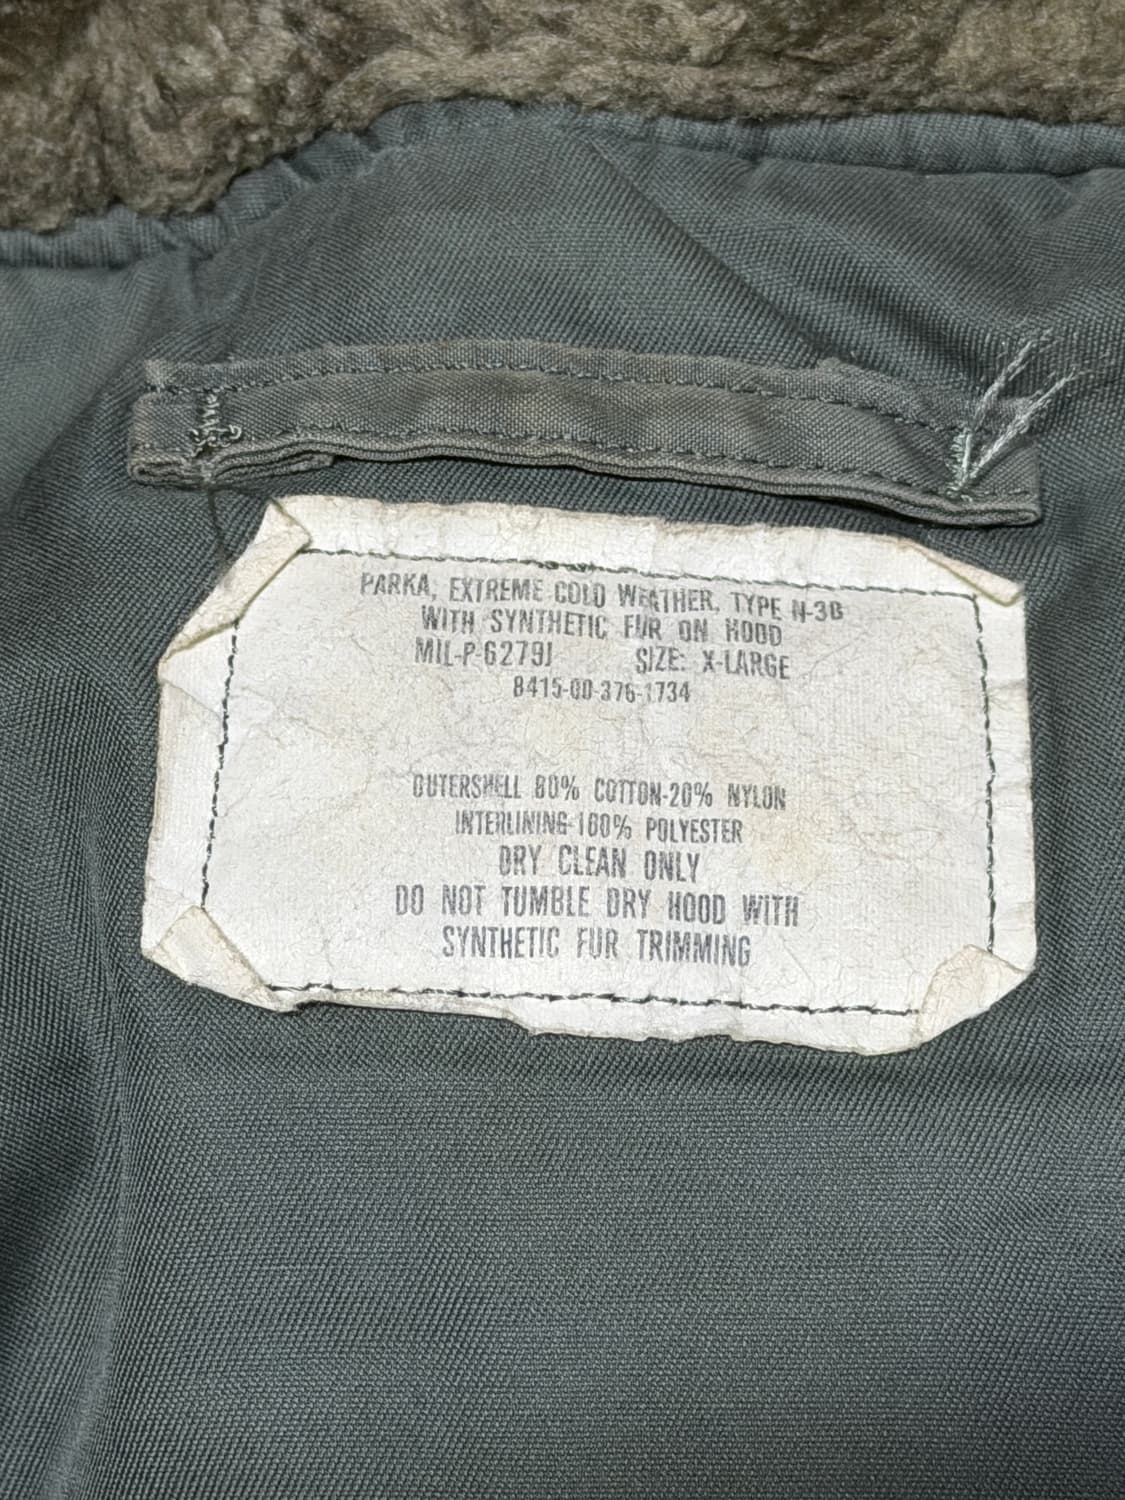 PARKA, EXTREME COLD WEATHER, TYPE N-3B
WITH SYNTHETIC FUR ON HOOD
MIL-P-6279J SIZE: X-LARGE
8415-00-376-1734
OUTERSHELL 80% COTTON-20% NYLON
INTERLINING-100% POLYESTER
DRY CLEAN ONLY
DO NOT TUMBLE DRY HOOD WITH
SYNTHETIC FUR TRIMMING